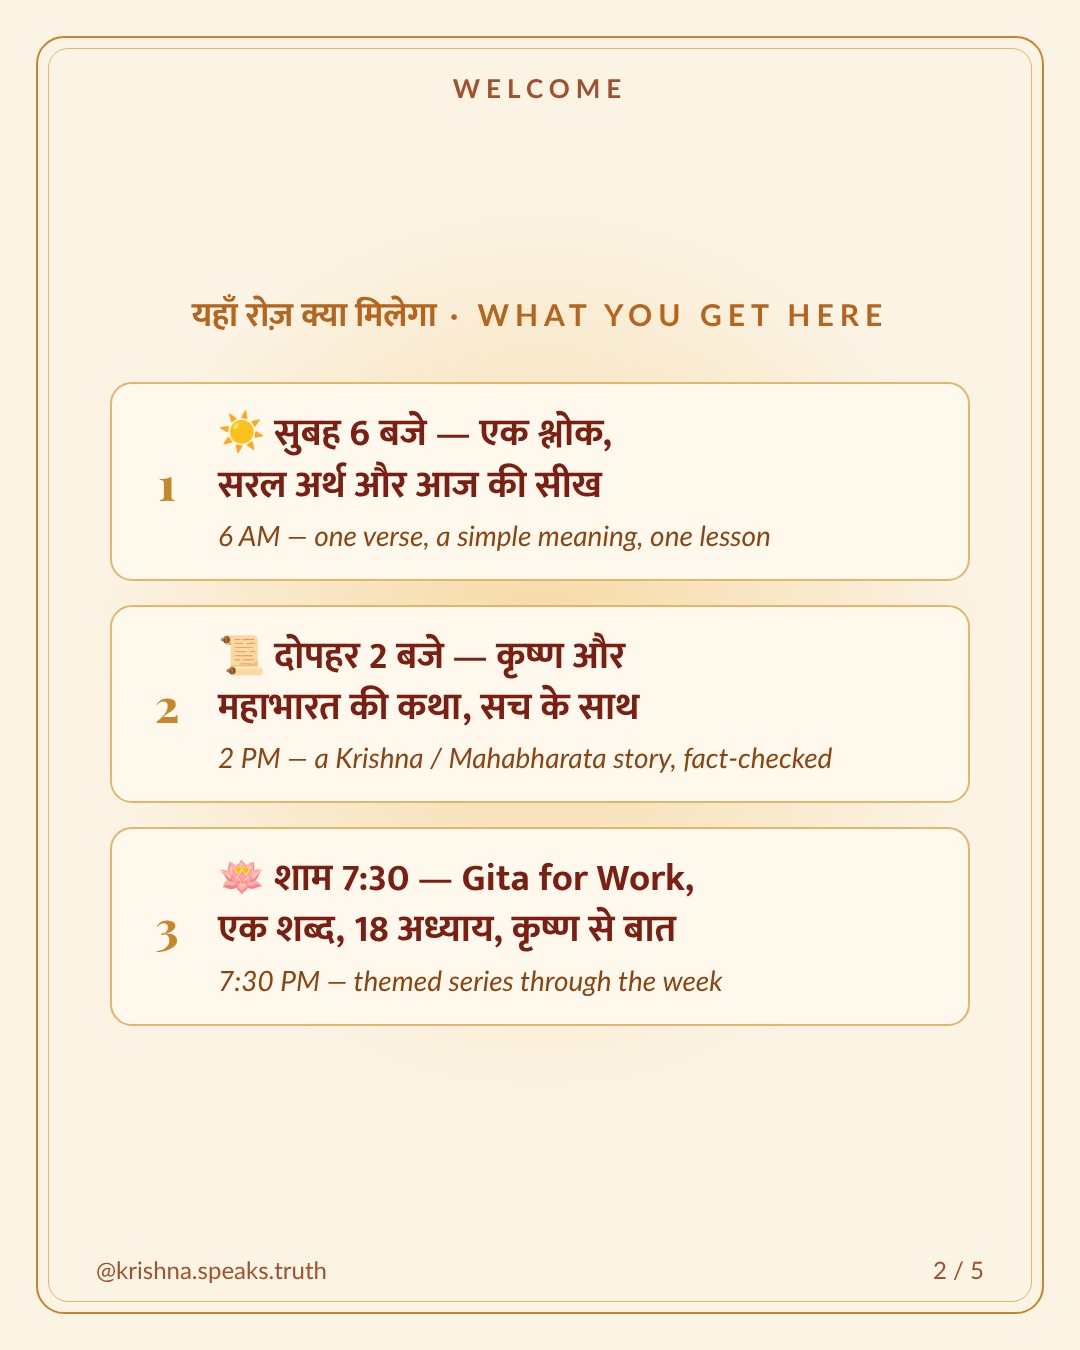 WELCOME
यहाँ रोज़ क्या मिलेगा · WHAT YOU GET HERE
1
☀️ सुबह 6 बजे — एक श्लोक,
सरल अर्थ और आज की सीख
6 AM — one verse, a simple meaning, one lesson
2
📜 दोपहर 2 बजे — कृष्ण और
महाभारत की कथा, सच के साथ
2 PM — a Krishna / Mahabharata story, fact-checked
3
🪷 शाम 7:30 — Gita for Work,
एक शब्द, 18 अध्याय, कृष्ण से बात
7:30 PM — themed series through the week
@krishna.speaks.truth
2 / 5